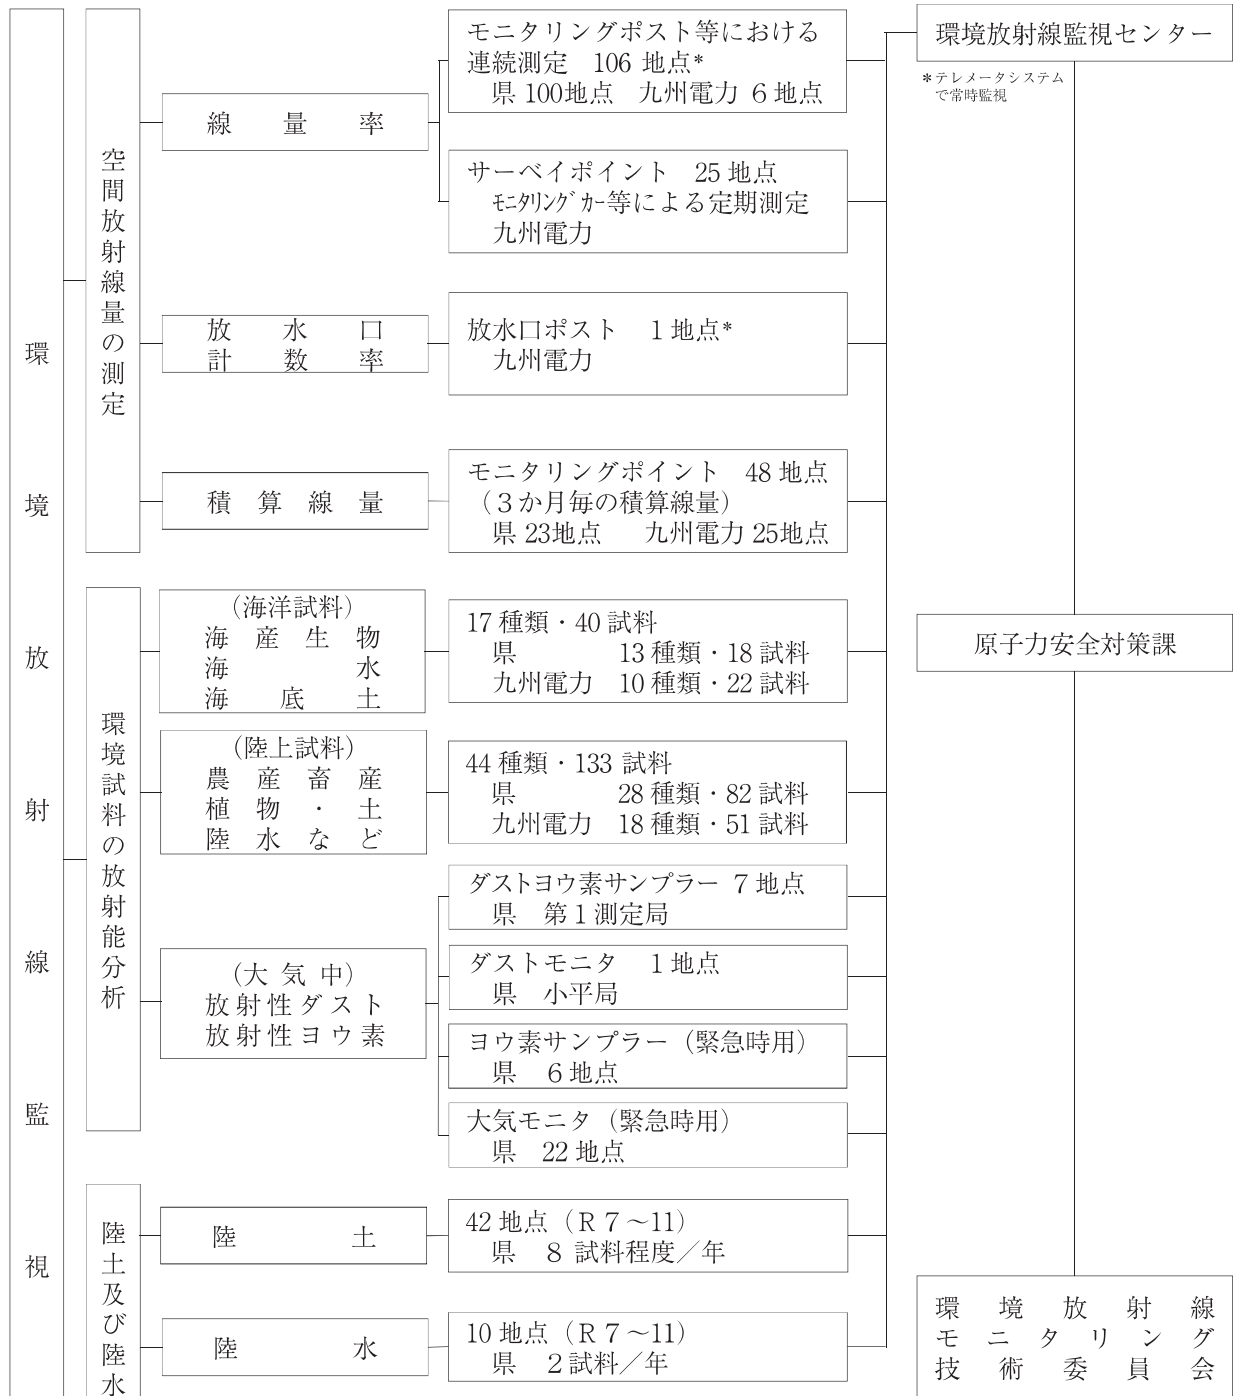 環境放射線監視
空間放射線量の測定
線量率
モニタリングポスト等における
連続測定 106 地点*
県 100地点 九州電力 6 地点
サーベイポイント 25 地点
モニタリングカー等による定期測定
九州電力
放水口
計数率
放水口ポスト 1 地点*
九州電力
積算線量
モニタリングポイント 48 地点
（3か月毎の積算線量）
県 23地点 九州電力 25地点
環境試料の放射能分析
（海洋試料）
海産生物
海水
海底土
17 種類・40 試料
県 13 種類・18 試料
九州電力 10 種類・22 試料
（陸上試料）
農産畜産
植物・土
陸水など
44 種類・133 試料
県 28 種類・82 試料
九州電力 18 種類・51 試料
（大気中）
放射性ダスト
放射性ヨウ素
ダストヨウ素サンプラー 7 地点
県 第1測定局
ダストモニタ 1 地点
県 小平局
ヨウ素サンプラー（緊急時用）
県 6地点
大気モニタ（緊急時用）
県 22 地点
陸土及び陸水
陸土
42 地点（R 7～11）
県 8 試料程度／年
陸水
10 地点（R 7～11）
県 2試料／年
環境放射線監視センター
*テレメータシステム
で常時監視
原子力安全対策課
環境放射線
モニタリング
技術委員会